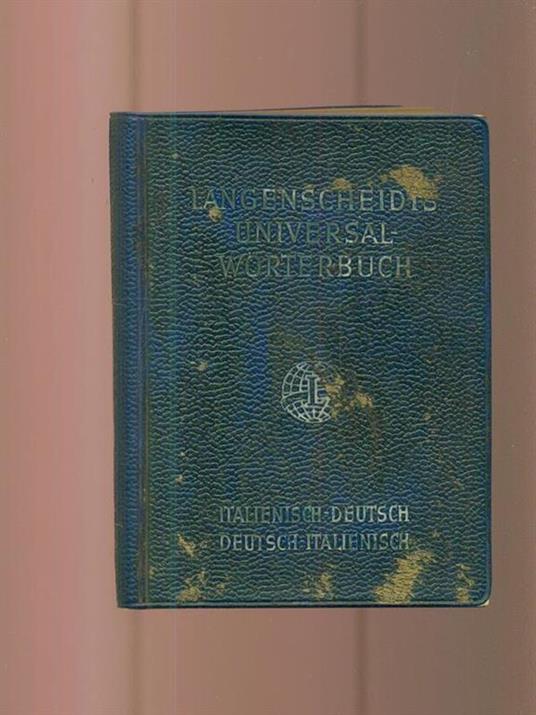 LANGENSCHEIDTS
UNIVERSAL-
WÖRTERBUCH
L
ITALIENISCH-DEUTSCH
DEUTSCH-ITALIENISCH